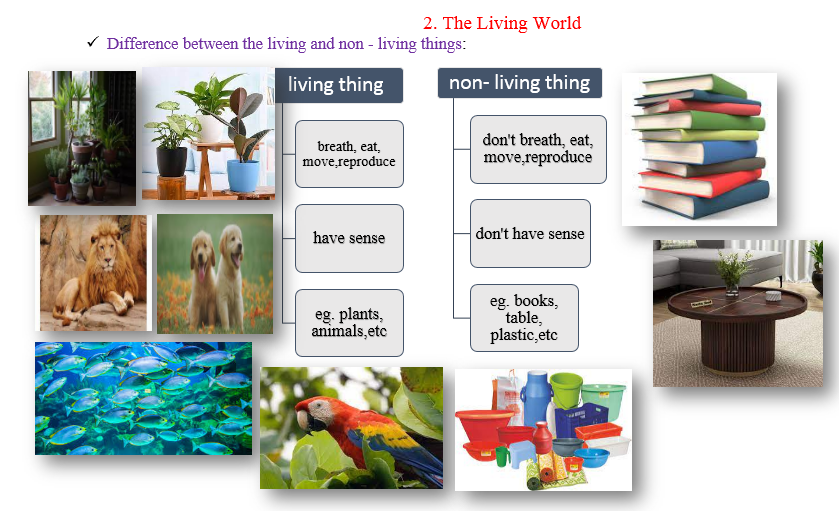 2. The Living World
✓ Difference between the living and non - living things:
living thing
breath, eat,
move,reproduce
have sense
eg. plants,
animals,etc
non- living thing
don't breath, eat,
move,reproduce
don't have sense
eg. books,
table,
plastic,etc